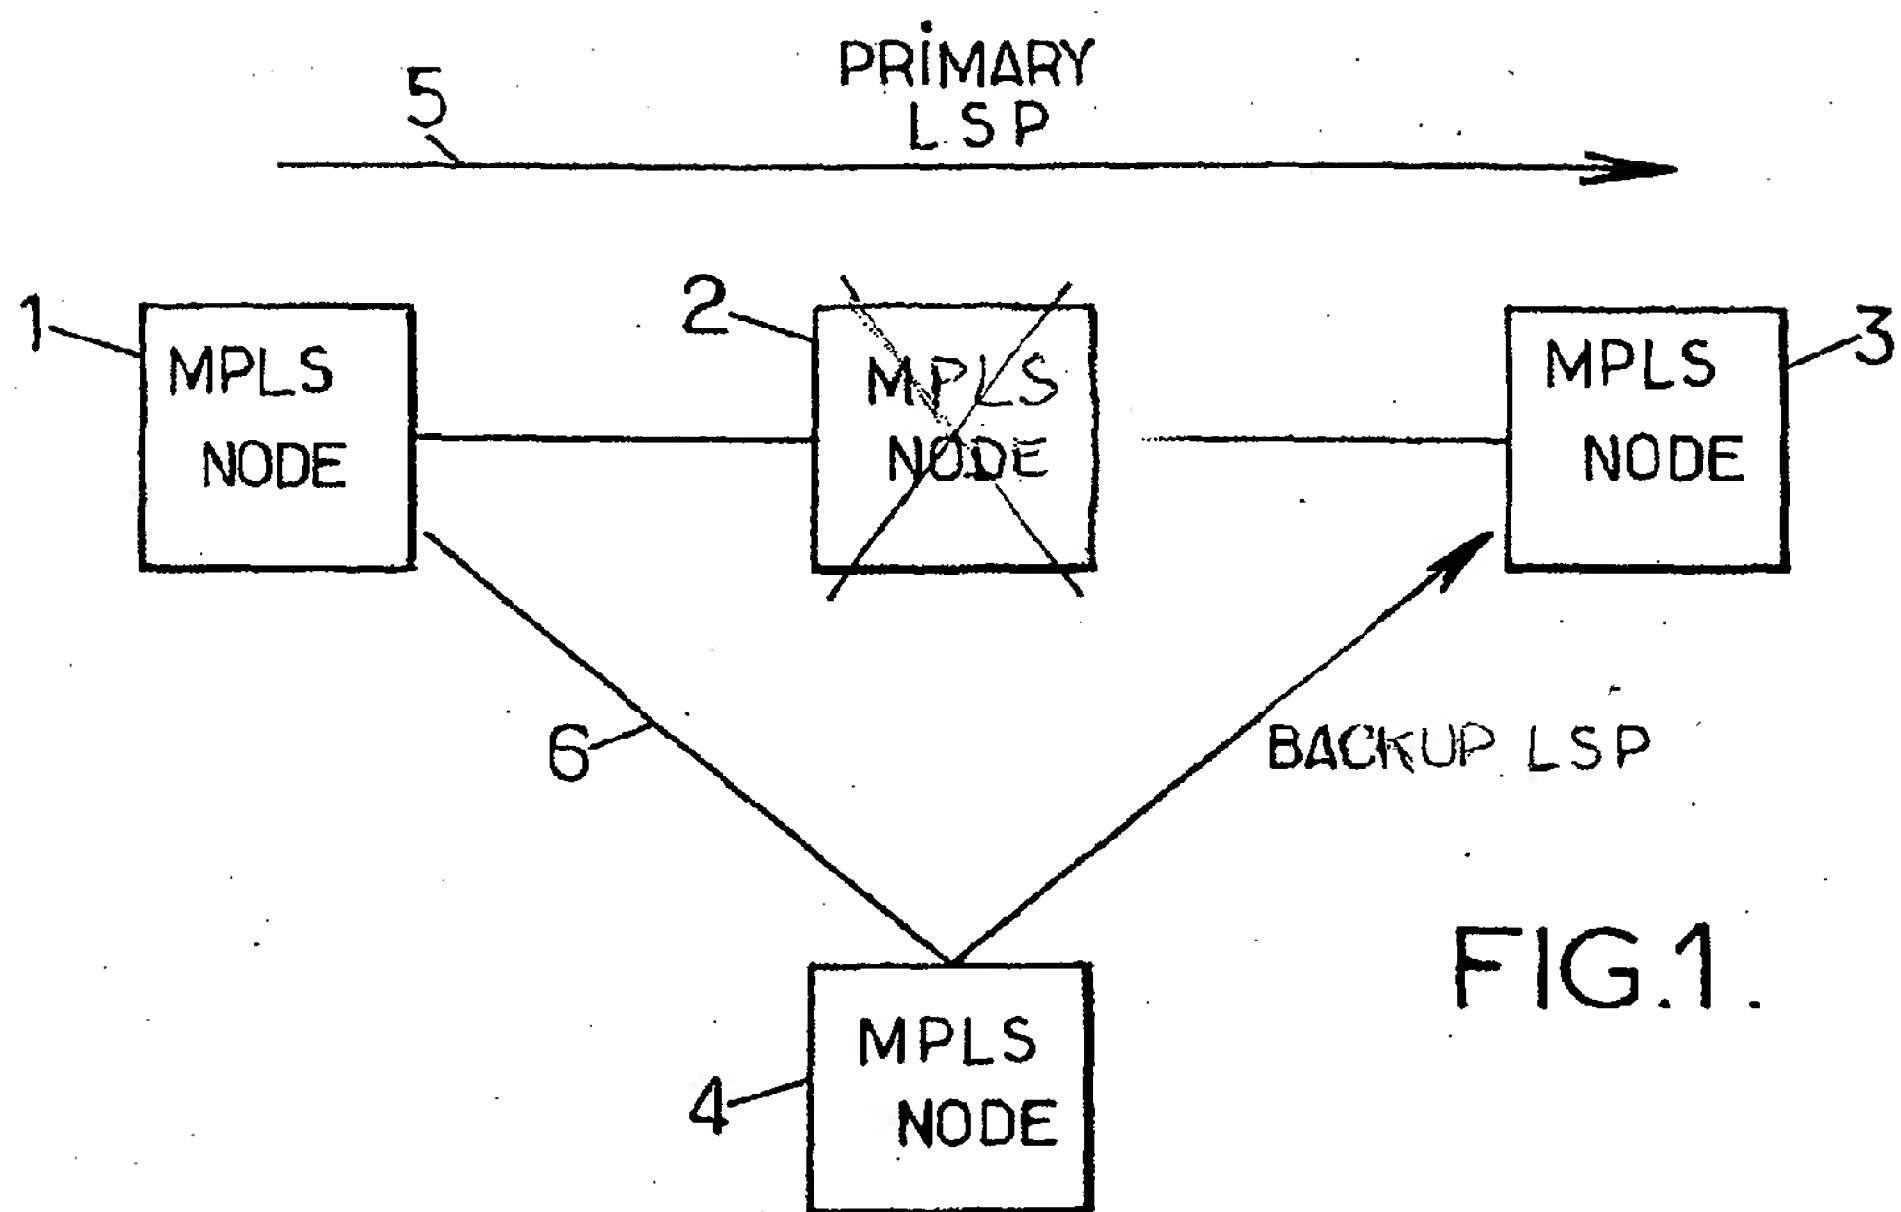 PRIMARY
LSP
5
1
MPLS
NODE
2
MPLS
NODE
3
MPLS
NODE
6
BACKUP LSP
4
MPLS
NODE
FIG.1.